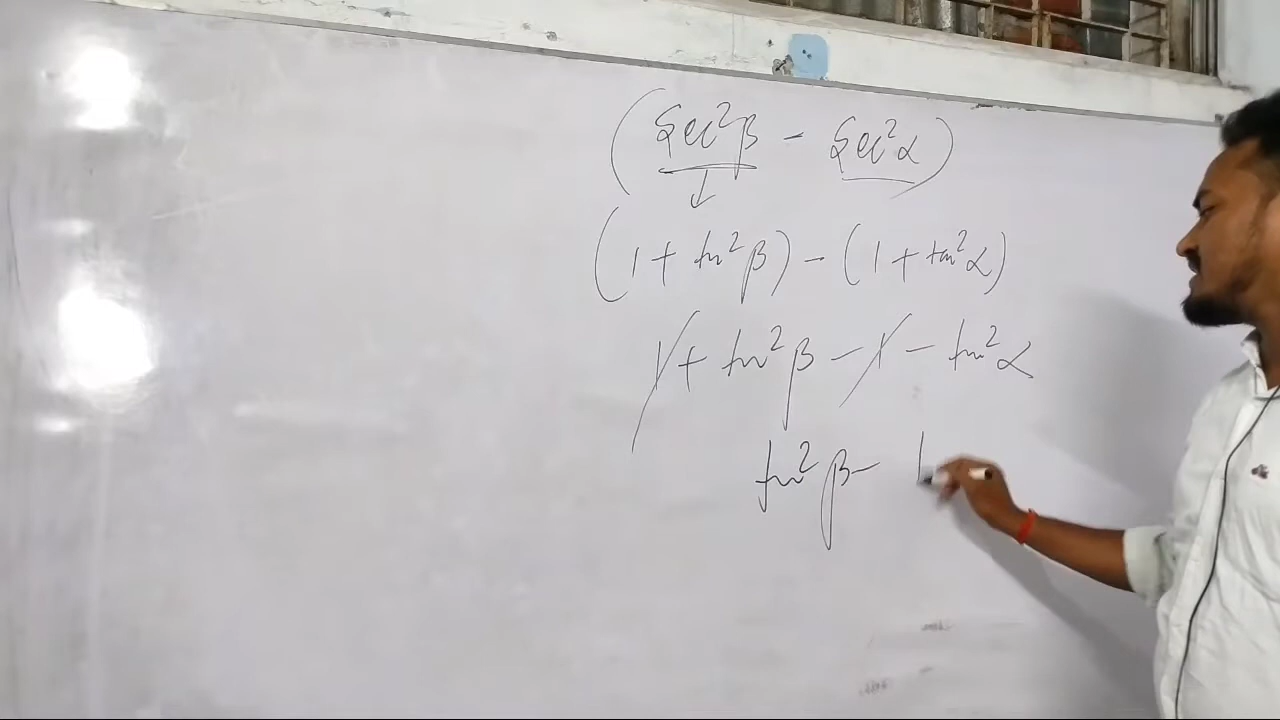 (Sec²β - Sec²α)
↓
(1 + tan²β) - (1 + tan²α)
1 + tan²β - 1 - tan²α
tan²β - t